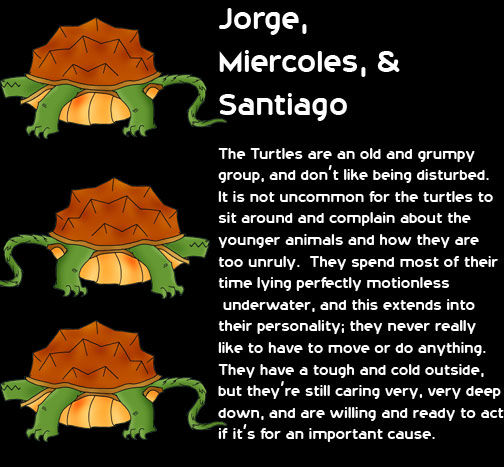 Jorge,
Miercoles, &
Santiago
The Turtles are an old and grumpy
group, and don't like being disturbed.
It is not uncommon for the turtles to
sit around and complain about the
younger animals and how they are
too unruly.  They spend most of their
time lying perfectly motionless
underwater, and this extends into
their personality; they never really
like to have to move or do anything.
They have a tough and cold outside,
but they're still caring very, very deep
down, and are willing and ready to act
if it's for an important cause.